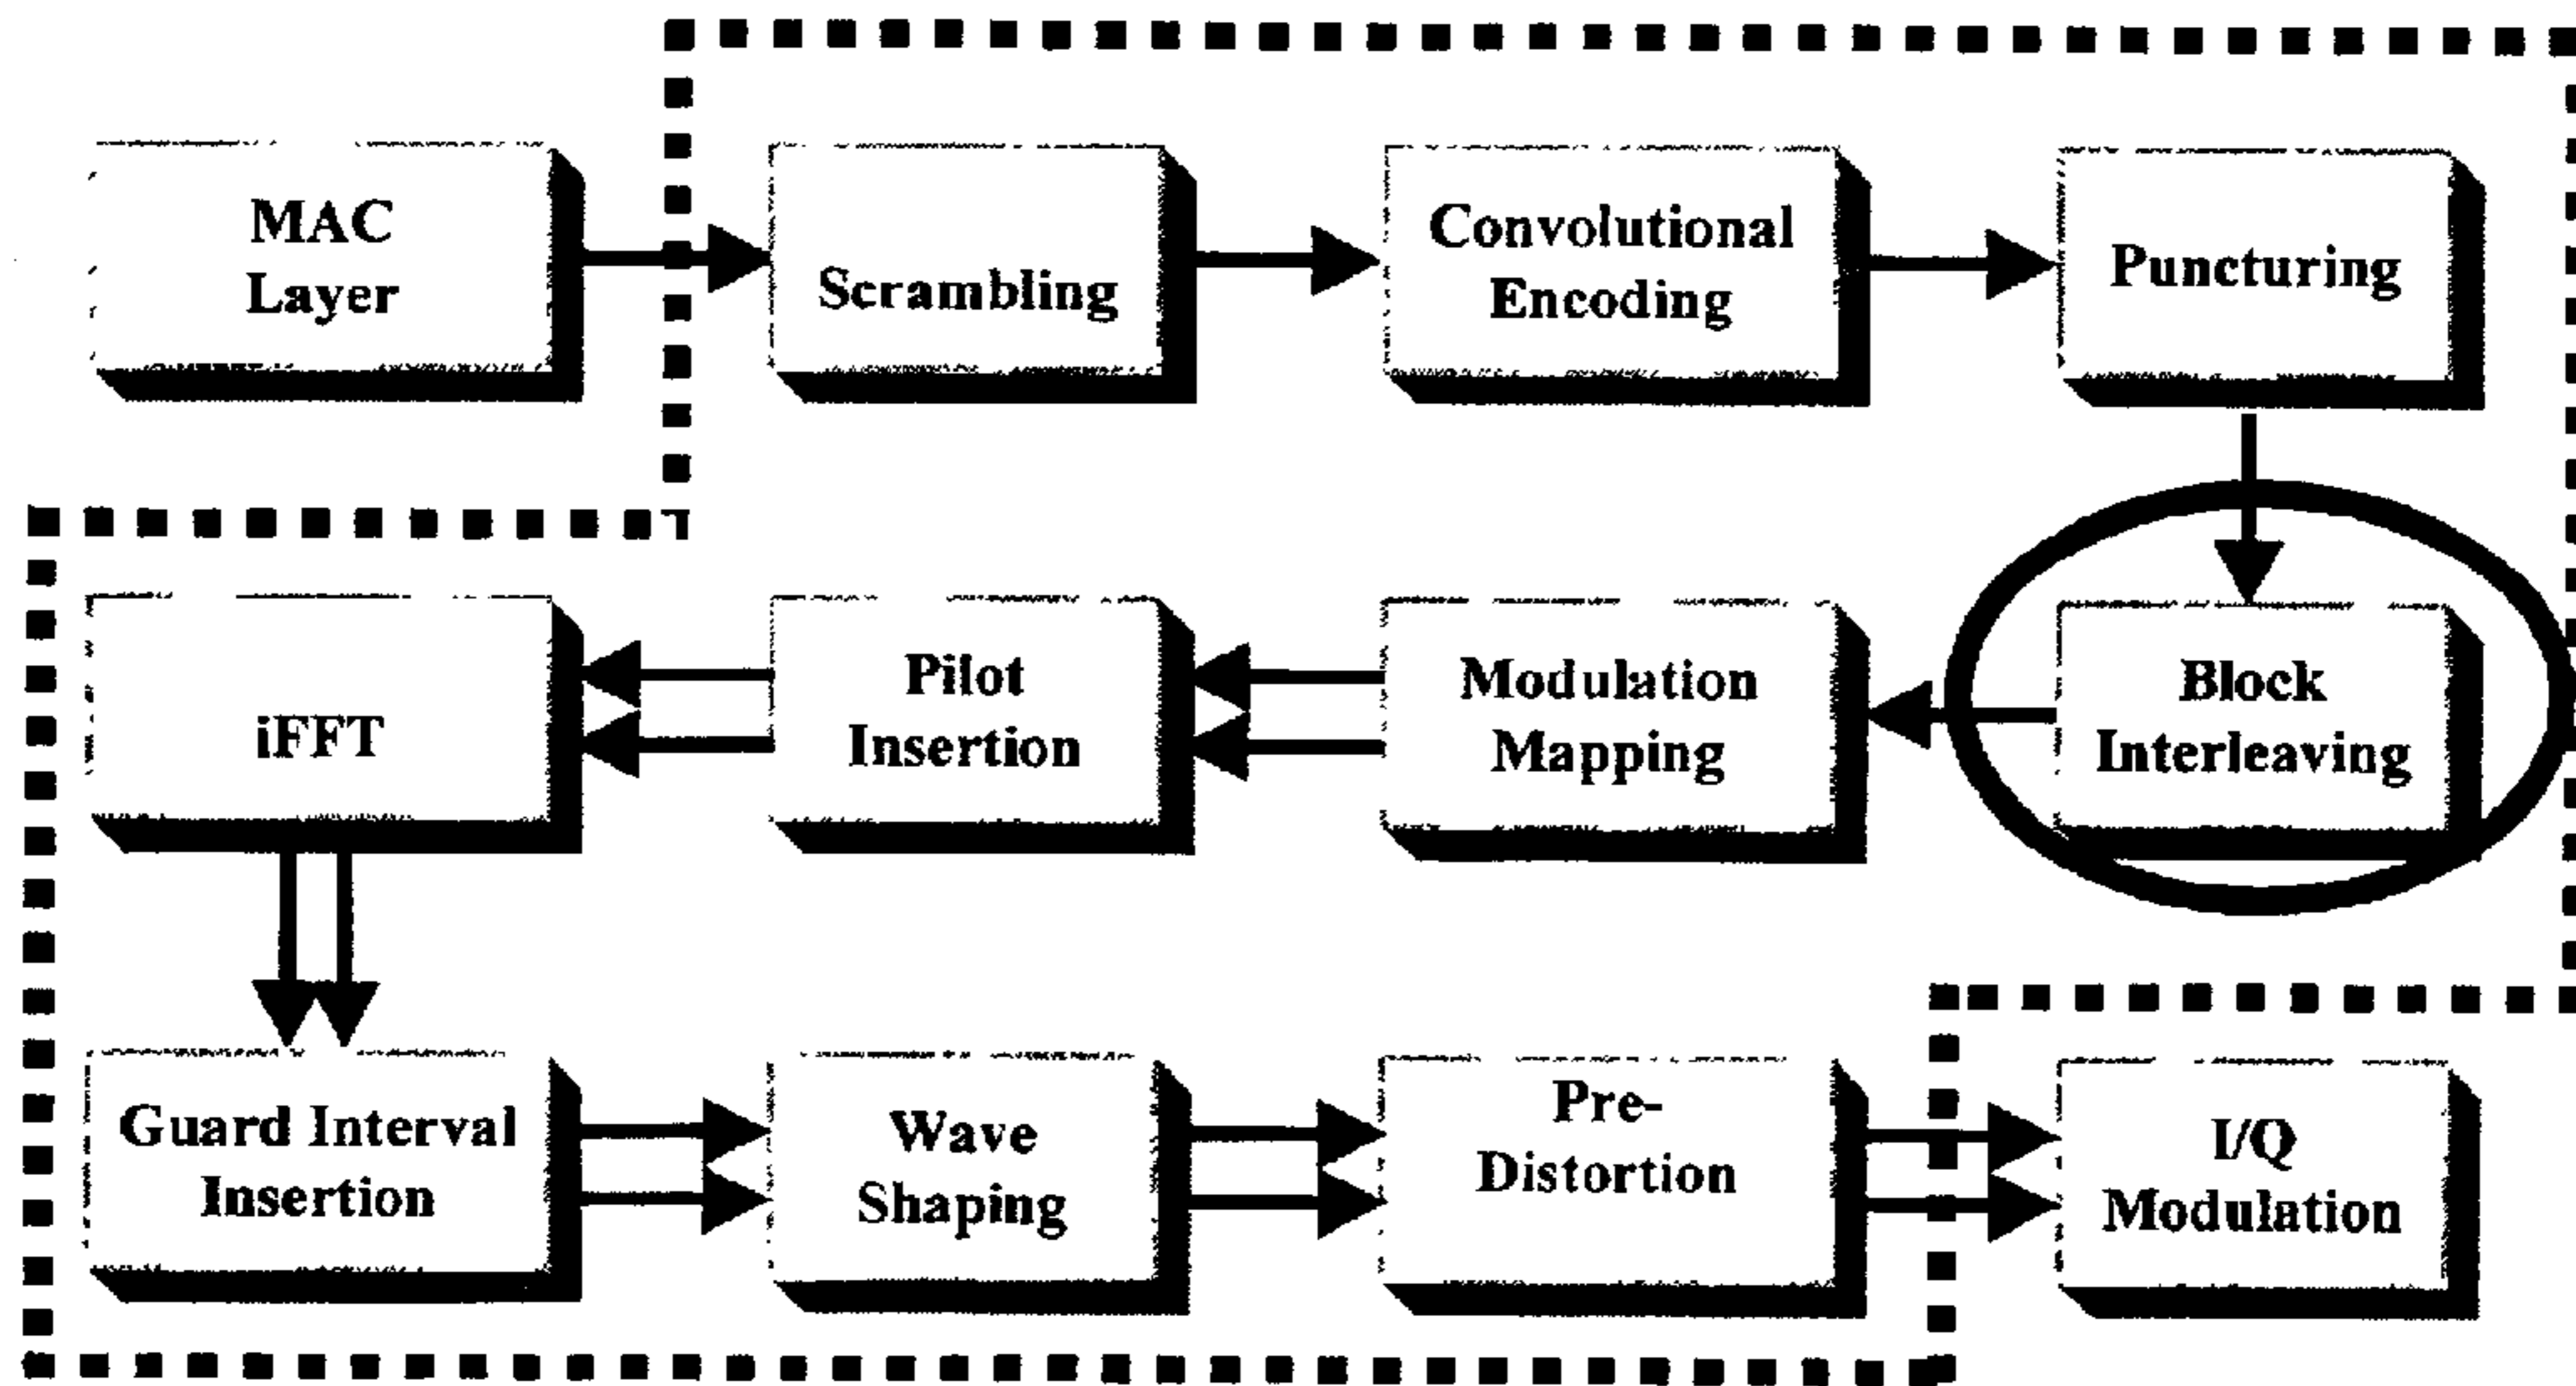 MAC
Layer
Scrambling
Convolutional
Encoding
Puncturing
iFFT
Pilot
Insertion
Modulation
Mapping
Block
Interleaving
Guard Interval
Insertion
Wave
Shaping
Pre-
Distortion
I/Q
Modulation